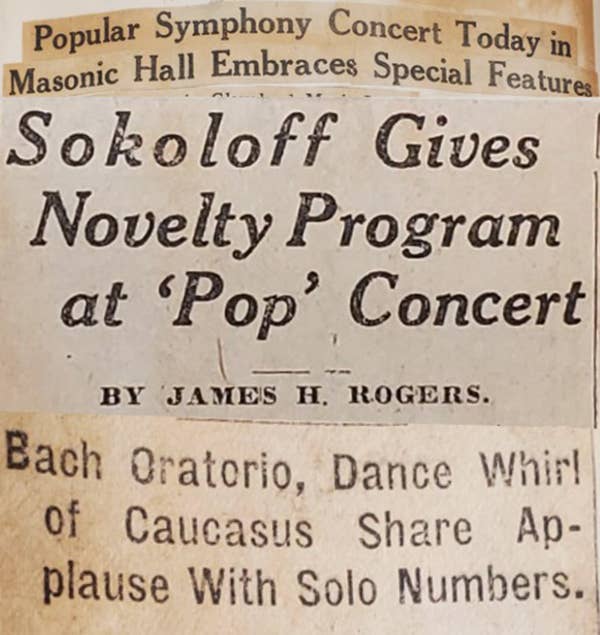 Popular Symphony Concert Today in
Masonic Hall Embraces Special Features
Sokoloff Gives
Novelty Program
at ‘Pop’ Concert
BY JAMES H. ROGERS.
Bach Oratorio, Dance Whirl
of Caucasus Share Ap-
plause With Solo Numbers.